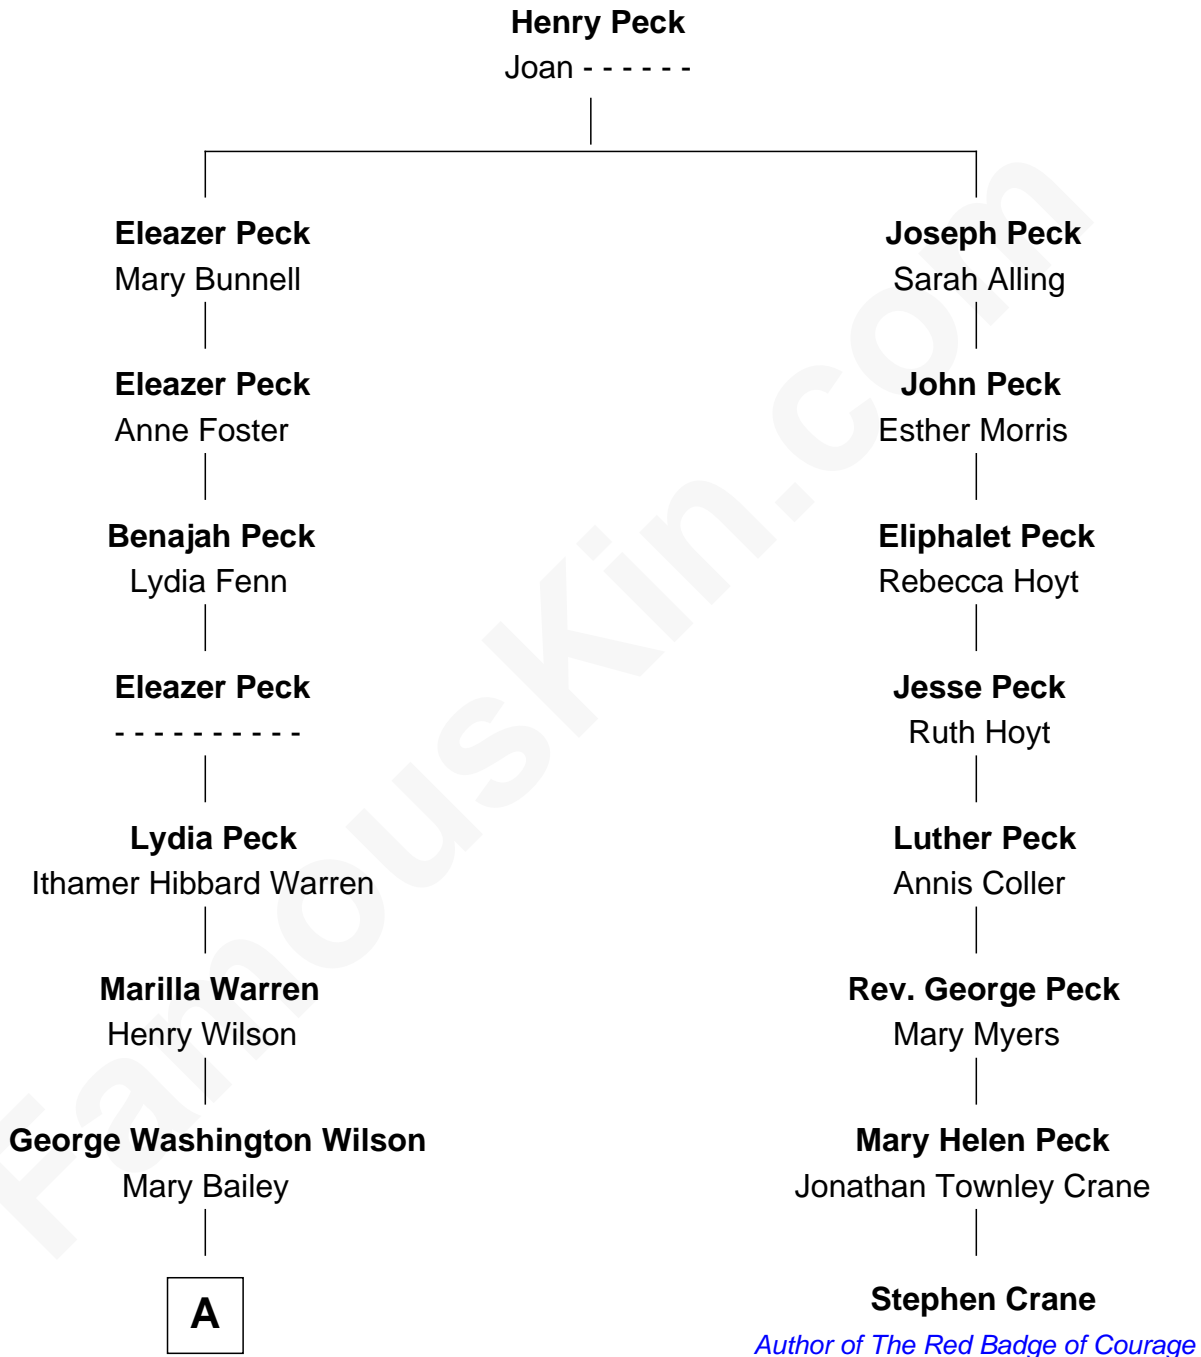 Henry Peck
Joan - - - - - -
Eleazer Peck
Mary Bunnell
Eleazer Peck
Anne Foster
Benajah Peck
Lydia Fenn
Eleazer Peck
- - - - - - - - - -
Lydia Peck
Ithamer Hibbard Warren
Marilla Warren
Henry Wilson
George Washington Wilson
Mary Bailey
A
Joseph Peck
Sarah Alling
John Peck
Esther Morris
Eliphalet Peck
Rebecca Hoyt
Jesse Peck
Ruth Hoyt
Luther Peck
Annis Coller
Rev. George Peck
Mary Myers
Mary Helen Peck
Jonathan Townley Crane
Stephen Crane
Author of The Red Badge of Courage
FamousKin.com